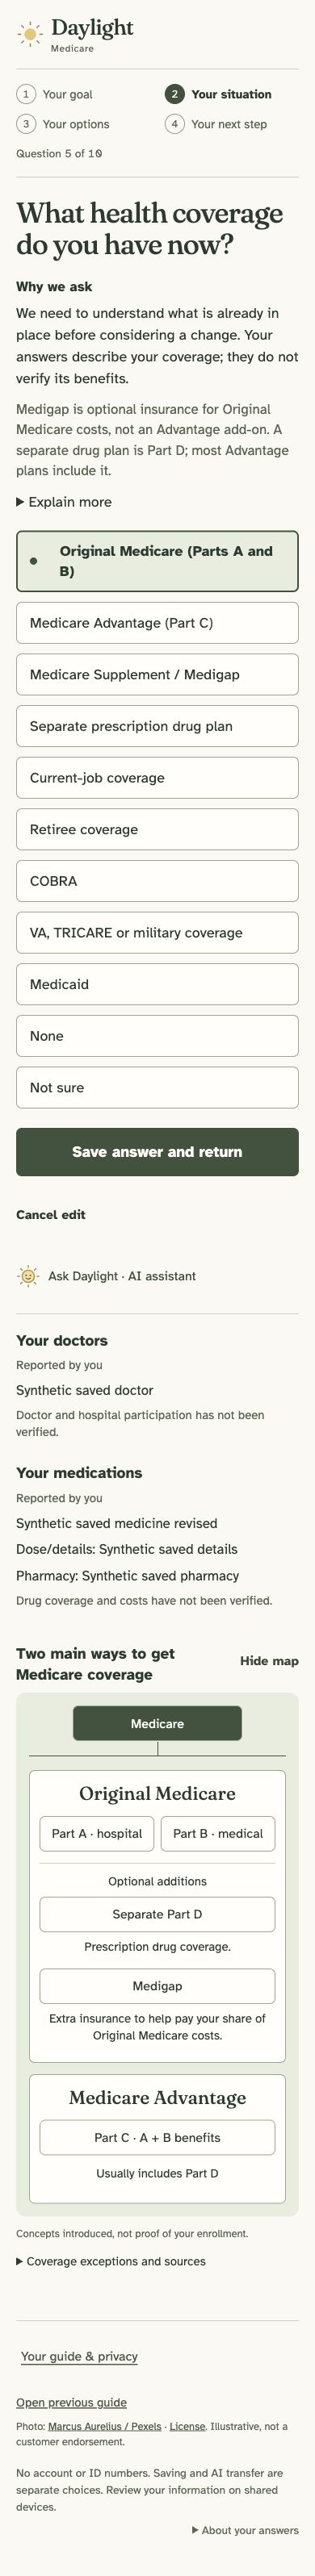 Daylight
Medicare
1 Your goal
2 Your situation
3 Your options
4 Your next step
Question 5 of 10
What health coverage
do you have now?
Why we ask
We need to understand what is already in
place before considering a change. Your
answers describe your coverage; they do not
verify its benefits.
Medigap is optional insurance for Original
Medicare costs, not an Advantage add-on. A
separate drug plan is Part D; most Advantage
plans include it.
Explain more
Original Medicare (Parts A and
B)
Medicare Advantage (Part C)
Medicare Supplement / Medigap
Separate prescription drug plan
Current-job coverage
Retiree coverage
COBRA
VA, TRICARE or military coverage
Medicaid
None
Not sure
Save answer and return
Cancel edit
Ask Daylight · AI assistant
Your doctors
Reported by you
Synthetic saved doctor
Doctor and hospital participation has not been
verified.
Your medications
Reported by you
Synthetic saved medicine revised
Dose/details: Synthetic saved details
Pharmacy: Synthetic saved pharmacy
Drug coverage and costs have not been verified.
Two main ways to get
Medicare coverage
Hide map
Medicare
Original Medicare
Part A · hospital
Part B · medical
Optional additions
Separate Part D
Prescription drug coverage.
Medigap
Extra insurance to help pay your share of
Original Medicare costs.
Medicare Advantage
Part C · A + B benefits
Usually includes Part D
Concepts introduced, not proof of your enrollment.
Coverage exceptions and sources
Your guide & privacy
Open previous guide
Photo: Marcus Aurelius / Pexels · License. Illustrative, not a
customer endorsement.
No account or ID numbers. Saving and AI transfer are
separate choices. Review your information on shared
devices.
About your answers